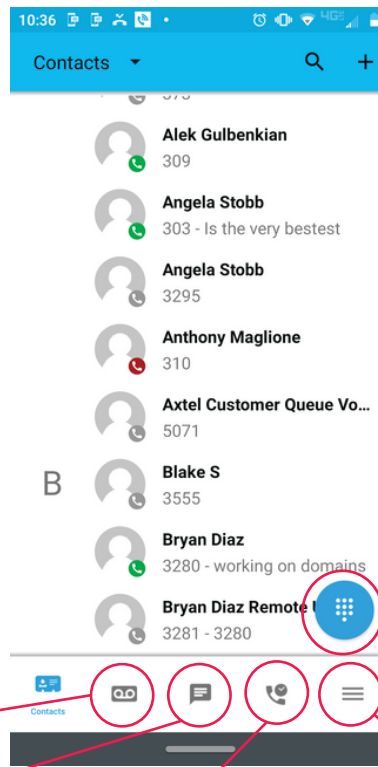 10:36
4GE
Contacts
373
Alek Gulbenkian
309
Angela Stobb
303 - Is the very bestest
Angela Stobb
3295
Anthony Maglione
310
Axtel Customer Queue Vo...
5071
B
Blake S
3555
Bryan Diaz
3280 - working on domains
Bryan Diaz Remote
3281 - 3280
Contacts